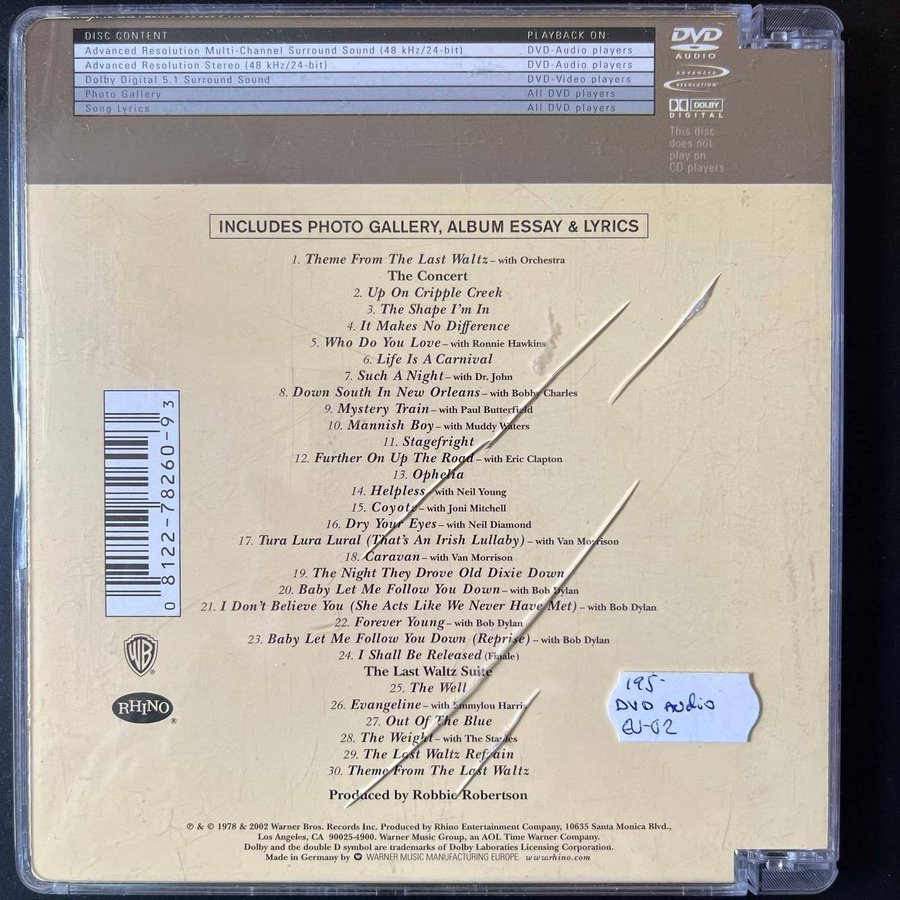 DISC CONTENT PLAYBACK ON:
Advanced Resolution Multi-Channel Surround Sound (48 kHz/24-bit) DVD-Audio players
Advanced Resolution Stereo (48 kHz/24-bit) DVD-Audio players
Dolby Digital 5.1 Surround Sound DVD-Video players
Photo Gallery All DVD players
Song Lyrics All DVD players
DVD
AUDIO
ADVANCED
RESOLUTION
DOLBY
DIGITAL
This disc
does not
play on
CD players
INCLUDES PHOTO GALLERY, ALBUM ESSAY & LYRICS
1. Theme From The Last Waltz – with Orchestra
The Concert
2. Up On Cripple Creek
3. The Shape I'm In
4. It Makes No Difference
5. Who Do You Love – with Ronnie Hawkins
6. Life Is A Carnival
7. Such A Night – with Dr. John
8. Down South In New Orleans – with Bobby Charles
9. Mystery Train – with Paul Butterfield
10. Mannish Boy – with Muddy Waters
11. Stagefright
12. Further On Up The Road – with Eric Clapton
13. Ophelia
14. Helpless – with Neil Young
15. Coyote – with Joni Mitchell
16. Dry Your Eyes – with Neil Diamond
17. Tura Lura Lural (That's An Irish Lullaby) – with Van Morrison
18. Caravan – with Van Morrison
19. The Night They Drove Old Dixie Down
20. Baby Let Me Follow You Down – with Bob Dylan
21. I Don't Believe You (She Acts Like We Never Have Met) – with Bob Dylan
22. Forever Young – with Bob Dylan
23. Baby Let Me Follow You Down (Reprise) – with Bob Dylan
24. I Shall Be Released (Finale)
The Last Waltz Suite
25. The Well
26. Evangeline – with Emmylou Harris
27. Out Of The Blue
28. The Weight – with The Staples
29. The Last Waltz Refrain
30. Theme From The Last Waltz
Produced by Robbie Robertson
0 8122-78260-9 3
WB
RHINO®
195-
DVD AUDIO
EU-02
℗ & © 1978 & 2002 Warner Bros. Records Inc. Produced by Rhino Entertainment Company, 10635 Santa Monica Blvd.,
Los Angeles, CA 90025-4900. Warner Music Group, an AOL Time Warner Company.
Dolby and the double D symbol are trademarks of Dolby Laboraties Licensing Corporation.
Made in Germany by WARNER MUSIC MANUFACTURING EUROPE. www.rhino.com